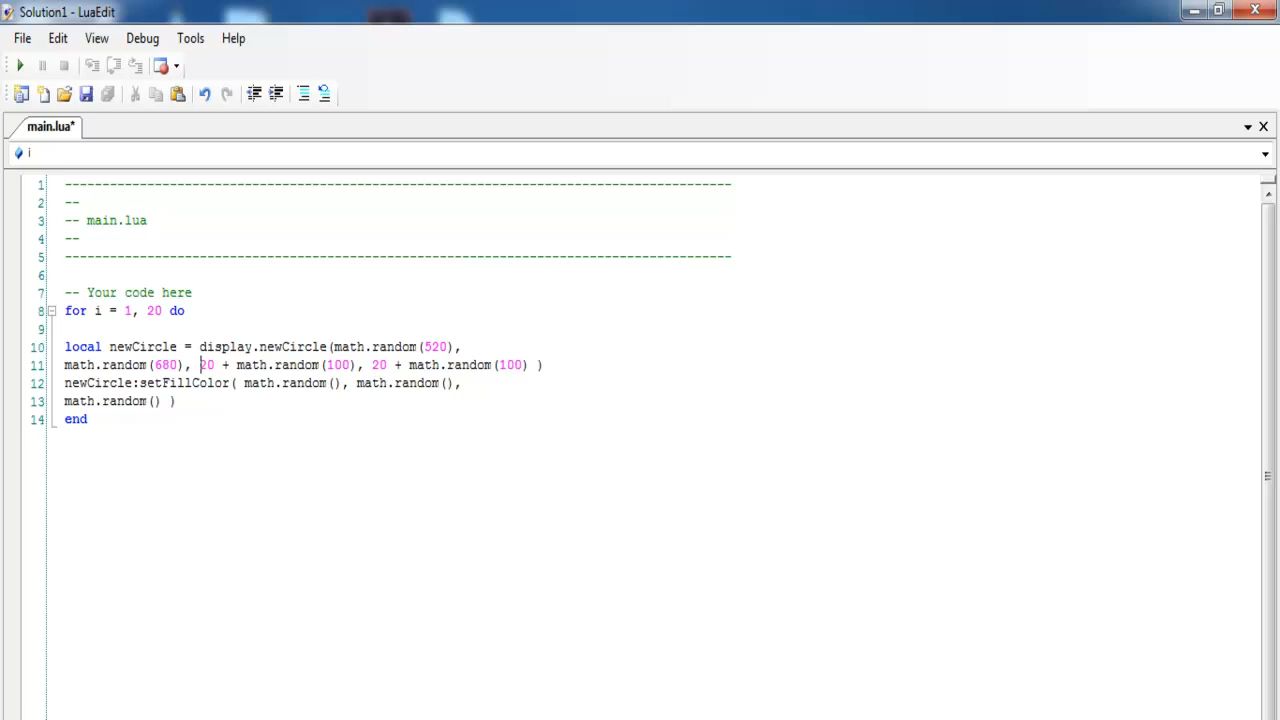 Solution1 - LuaEdit
File Edit View Debug Tools Help
main.lua*
i
1 -----------------------------------------------------------------------------------------
2 --
3 -- main.lua
4 --
5 -----------------------------------------------------------------------------------------
6
7 -- Your code here
8 for i = 1, 20 do
9
10 local newCircle = display.newCircle(math.random(520),
11 math.random(680), 20 + math.random(100), 20 + math.random(100) )
12 newCircle:setFillColor( math.random(), math.random(),
13 math.random() )
14 end